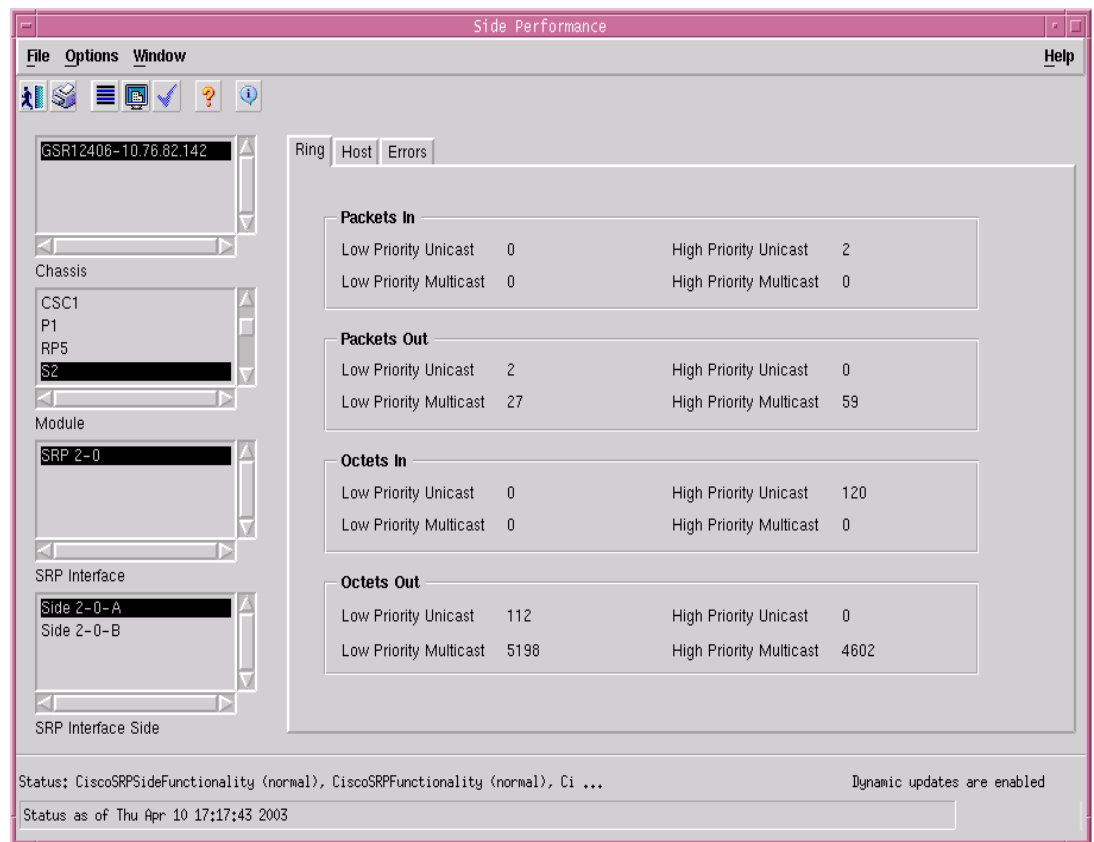 Side Performance
File Options Window Help
GSR12406-10.76.82.142
Chassis
CSC1
P1
RP5
S2
Module
SRP 2-0
SRP Interface
Side 2-0-A
Side 2-0-B
SRP Interface Side
Ring Host Errors
Packets In
Low Priority Unicast 0 High Priority Unicast 2
Low Priority Multicast 0 High Priority Multicast 0
Packets Out
Low Priority Unicast 2 High Priority Unicast 0
Low Priority Multicast 27 High Priority Multicast 59
Octets In
Low Priority Unicast 0 High Priority Unicast 120
Low Priority Multicast 0 High Priority Multicast 0
Octets Out
Low Priority Unicast 112 High Priority Unicast 0
Low Priority Multicast 5198 High Priority Multicast 4602
Status: CiscoSRPSideFunctionality (normal), CiscoSRPFunctionality (normal), Ci ... Dynamic updates are enabled
Status as of Thu Apr 10 17:17:43 2003